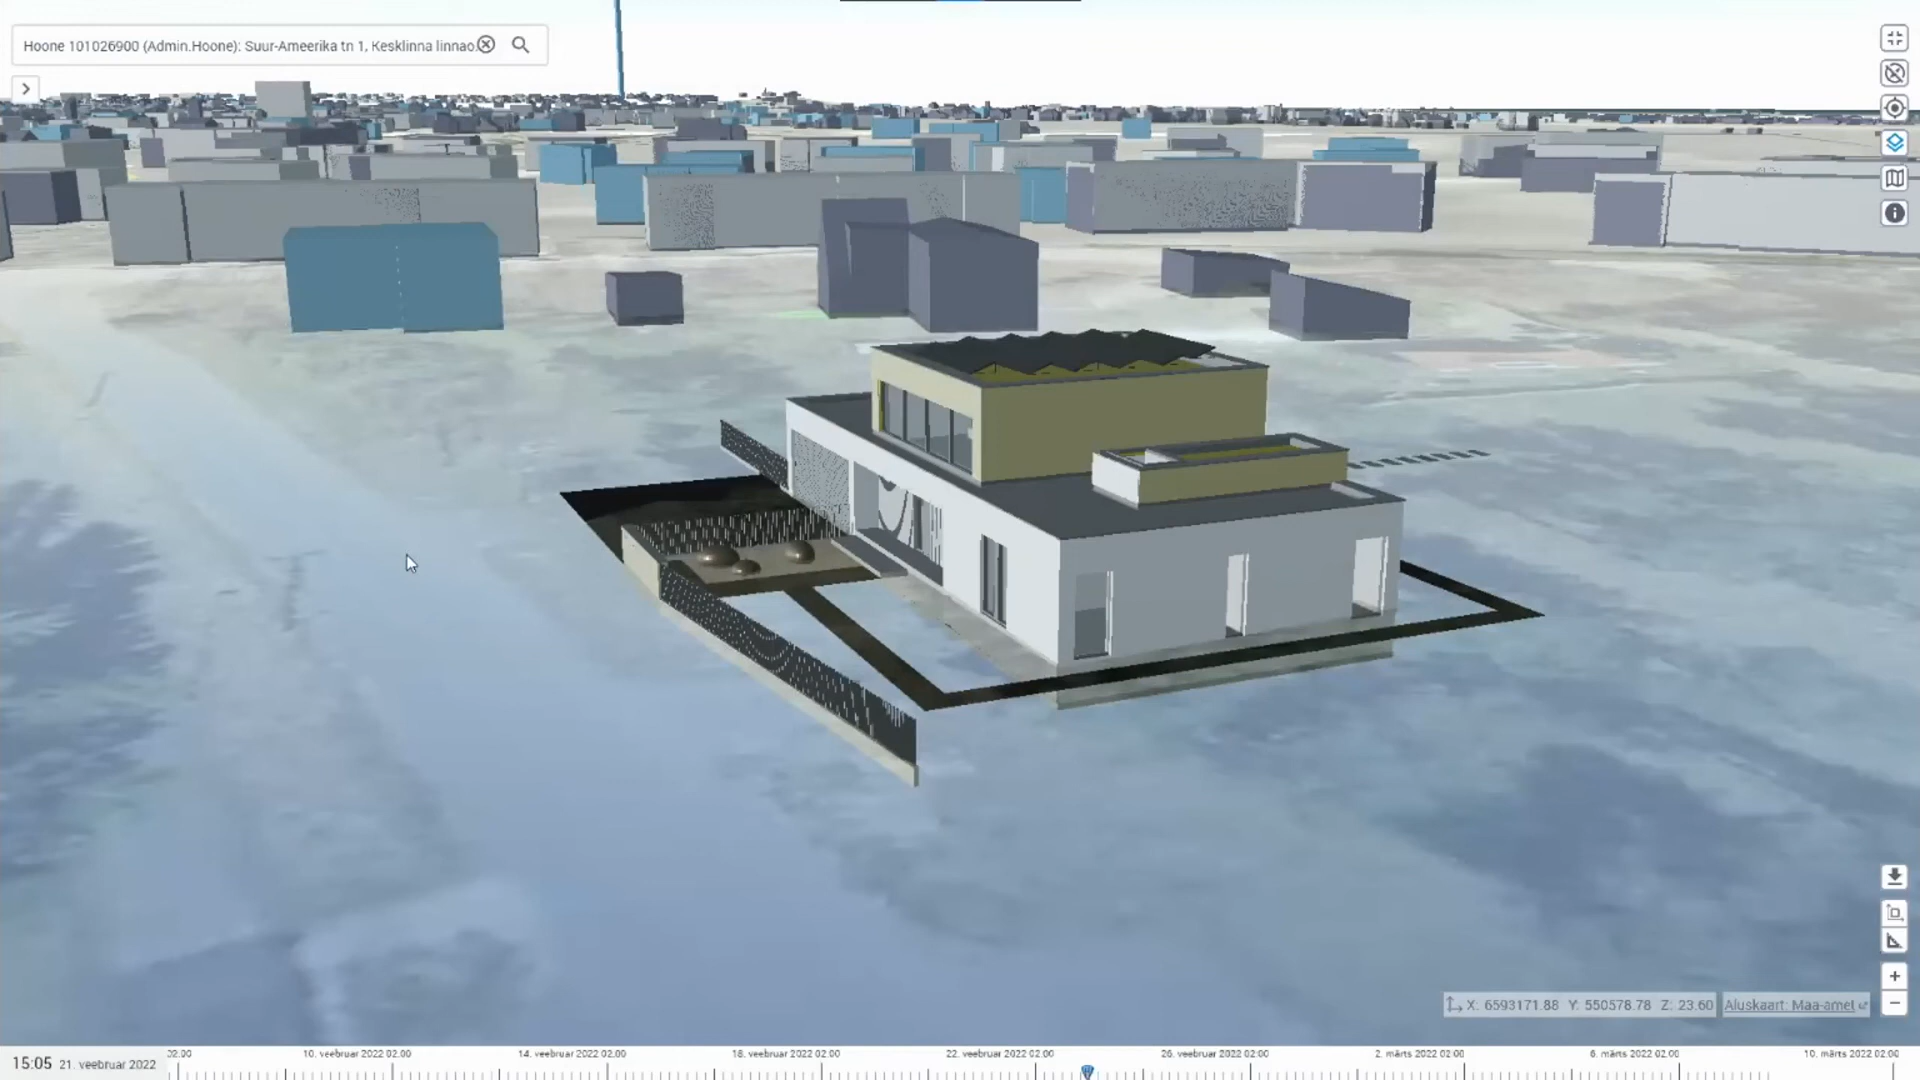 Hoone 101026900 (Admin.Hoone): Suur-Ameerika tn 1, Kesklinna linnao
X: 6593171.88 Y: 550578.78 Z: 23.60 Aluskaart: Maa-amet
15:05 21. veebruar 2022
02:00 10. veebruar 2022 02:00 14. veebruar 2022 02:00 18. veebruar 2022 02:00 22. veebruar 2022 02:00 26. veebruar 2022 02:00 2. märts 2022 02:00 6. märts 2022 02:00 10. märts 2022 02:00